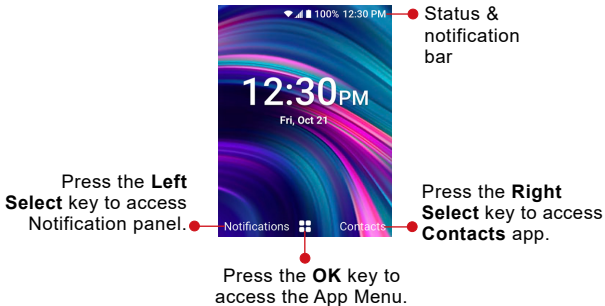 100% 12:30 PM
Status &
notification
bar
12:30PM
Fri, Oct 21
Press the Left
Select key to access
Notification panel.
Notifications
Contacts
Press the Right
Select key to access
Contacts app.
Press the OK key to
access the App Menu.